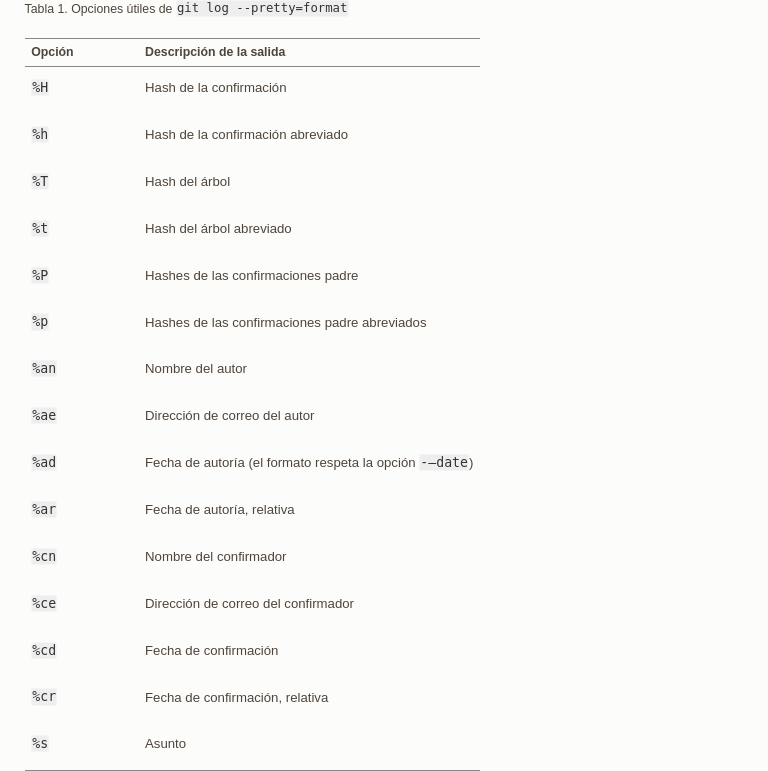 Tabla 1. Opciones útiles de git log --pretty=format
Opción Descripción de la salida
%H Hash de la confirmación
%h Hash de la confirmación abreviado
%T Hash del árbol
%t Hash del árbol abreviado
%P Hashes de las confirmaciones padre
%p Hashes de las confirmaciones padre abreviados
%an Nombre del autor
%ae Dirección de correo del autor
%ad Fecha de autoría (el formato respeta la opción -–date)
%ar Fecha de autoría, relativa
%cn Nombre del confirmador
%ce Dirección de correo del confirmador
%cd Fecha de confirmación
%cr Fecha de confirmación, relativa
%s Asunto